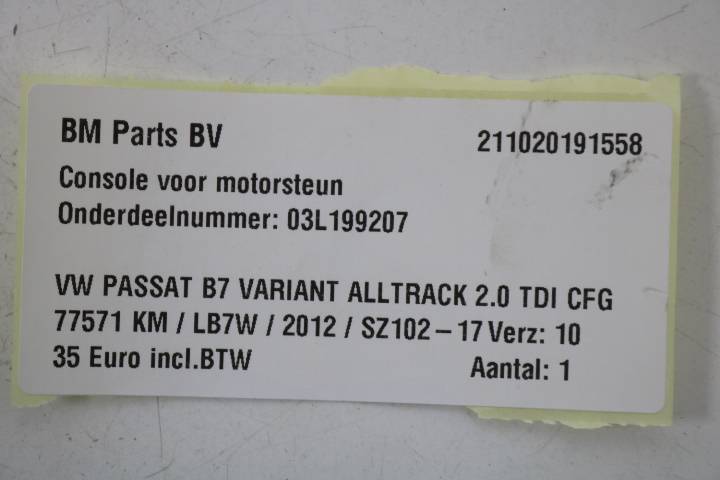 BM Parts BV 211020191558
Console voor motorsteun
Onderdeelnummer: 03L199207
VW PASSAT B7 VARIANT ALLTRACK 2.0 TDI CFG
77571 KM / LB7W / 2012 / SZ102-17 Verz: 10
35 Euro incl.BTW Aantal: 1